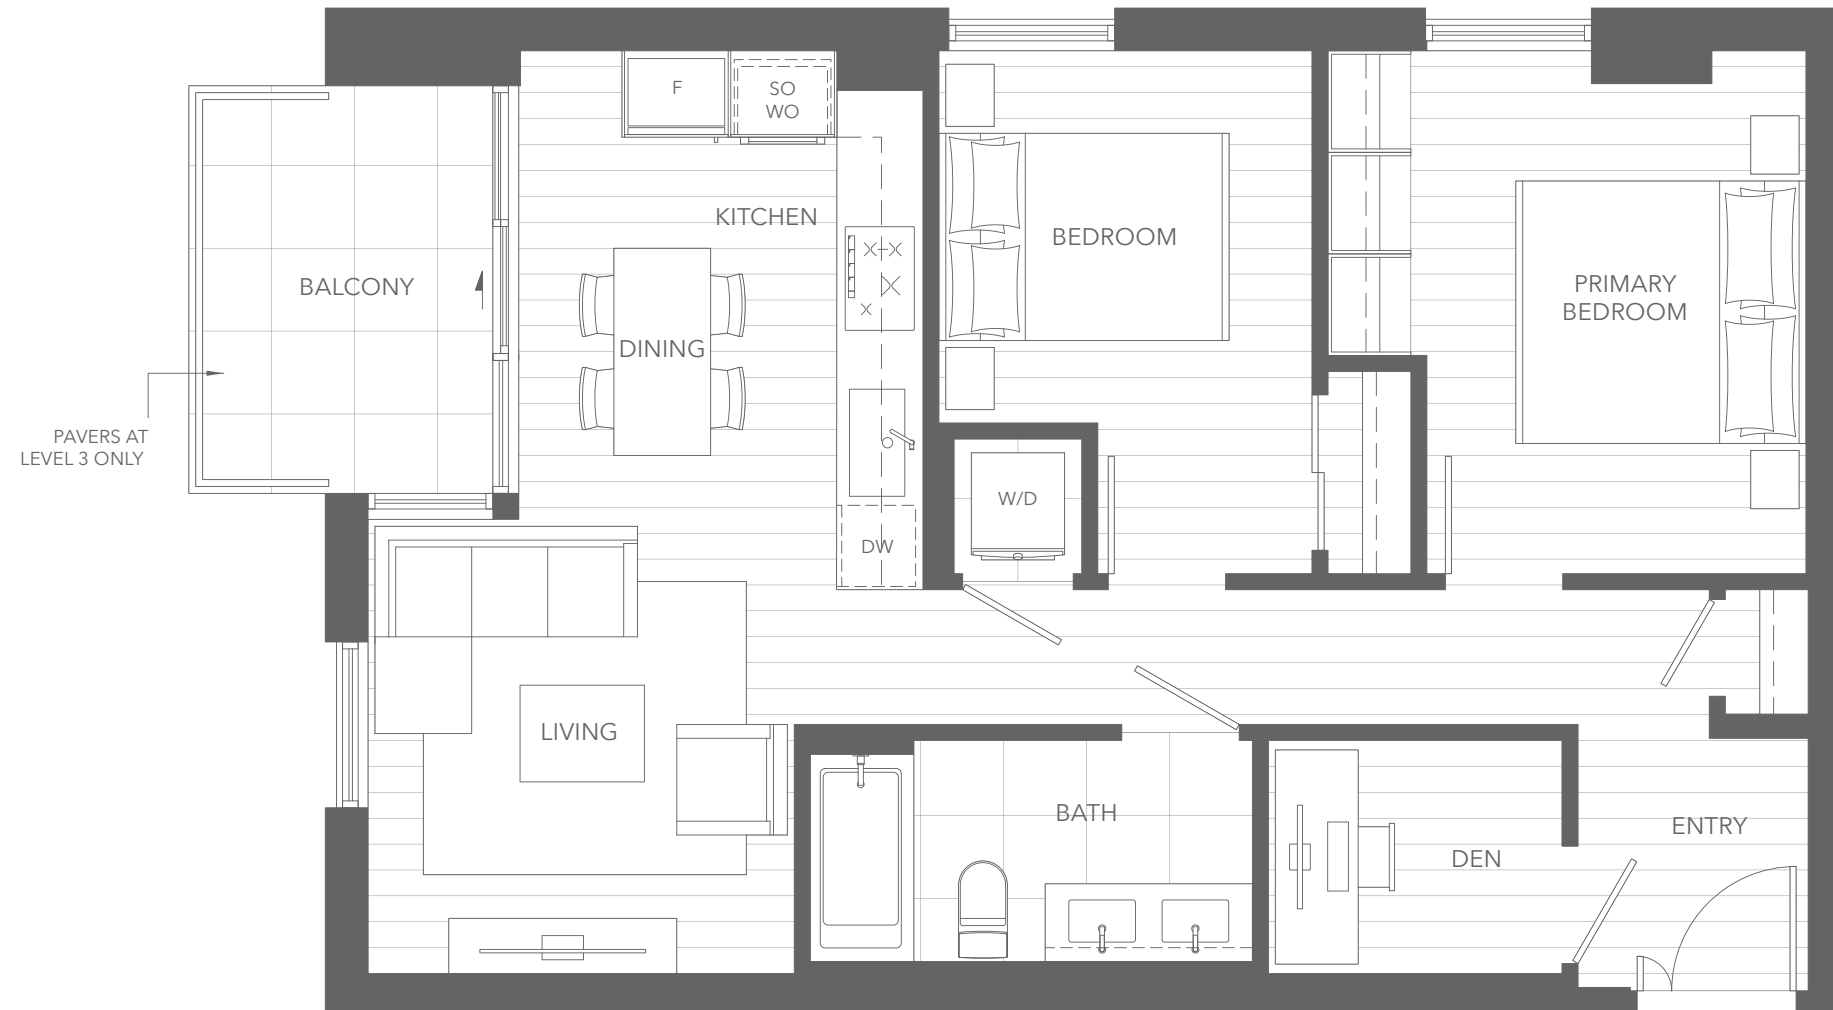 F
SO
WO
KITCHEN
BEDROOM
BALCONY
PRIMARY
BEDROOM
DINING
PAVERS AT
LEVEL 3 ONLY
W/D
DW
LIVING
BATH
ENTRY
DEN